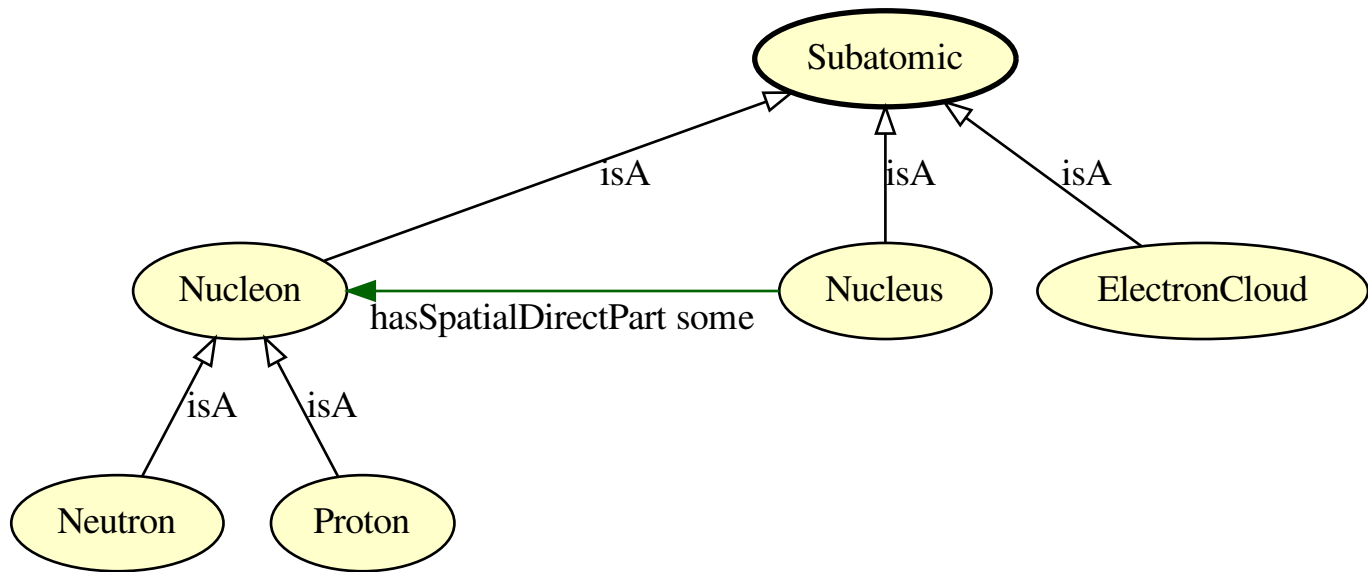 Subatomic
isA
isA
isA
Nucleon
hasSpatialDirectPart some
Nucleus
ElectronCloud
isA
isA
Neutron
Proton